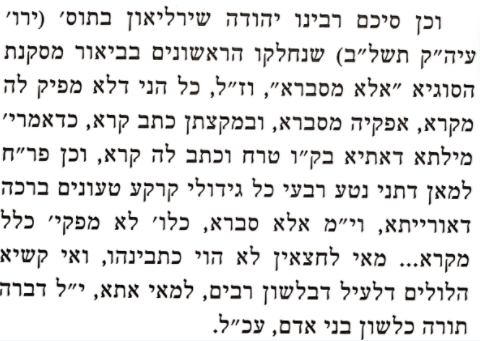 וכן סיכם רבינו יהודה שירליאון בתוס׳ (ירו׳
עיה״ק תשל״ב) שנחלקו הראשונים בביאור מסקנת
הסוגיא ״אלא מסברא״, וז״ל, כל הני דלא מפיק לה
מקרא, אפקיה מסברא, ובמקצתן כתב קרא, כדאמרי׳
מילתא דאתיא בק״ו טרח וכתב לה קרא, וכן פר״ח
למאן דתני נטע רבעי כל גידולי קרקע טעונים ברכה
דאורייתא, וי״מ אלא סברא, כלו׳ לא מפקי׳ כלל
מקרא... מאי לחצאין לא הוי כתבינהו, ואי קשיא
הלולים דלעיל דבלשון רבים, למאי אתא, י״ל דברה
תורה כלשון בני אדם, עכ״ל.